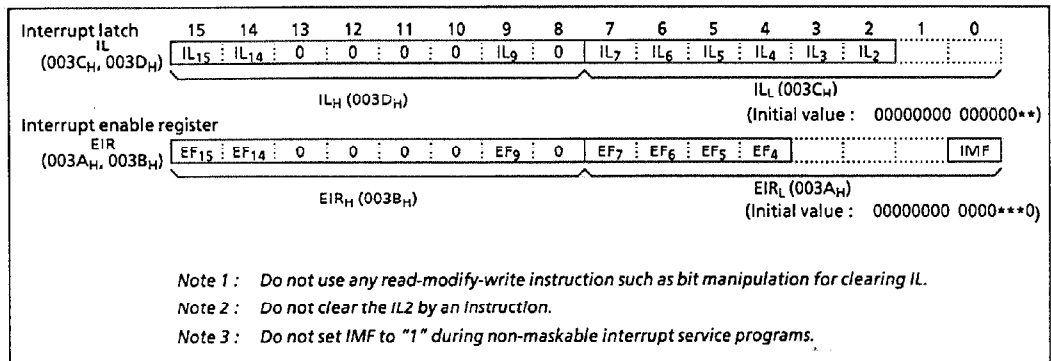 Interrupt latch 15 14 13 12 11 10 9 8 7 6 5 4 3 2 1 0
IL
(003CH, 003DH) IL15 IL14 0 0 0 0 IL9 0 IL7 IL6 IL5 IL4 IL3 IL2
ILH (003DH) ILL (003CH)
(Initial value : 00000000 000000**)
Interrupt enable register
EIR
(003AH, 003BH) EF15 EF14 0 0 0 0 EF9 0 EF7 EF6 EF5 EF4 IMF
EIRH (003BH) EIRL (003AH)
(Initial value : 00000000 0000***0)
Note 1 : Do not use any read-modify-write instruction such as bit manipulation for clearing IL.
Note 2 : Do not clear the IL2 by an instruction.
Note 3 : Do not set IMF to "1" during non-maskable interrupt service programs.